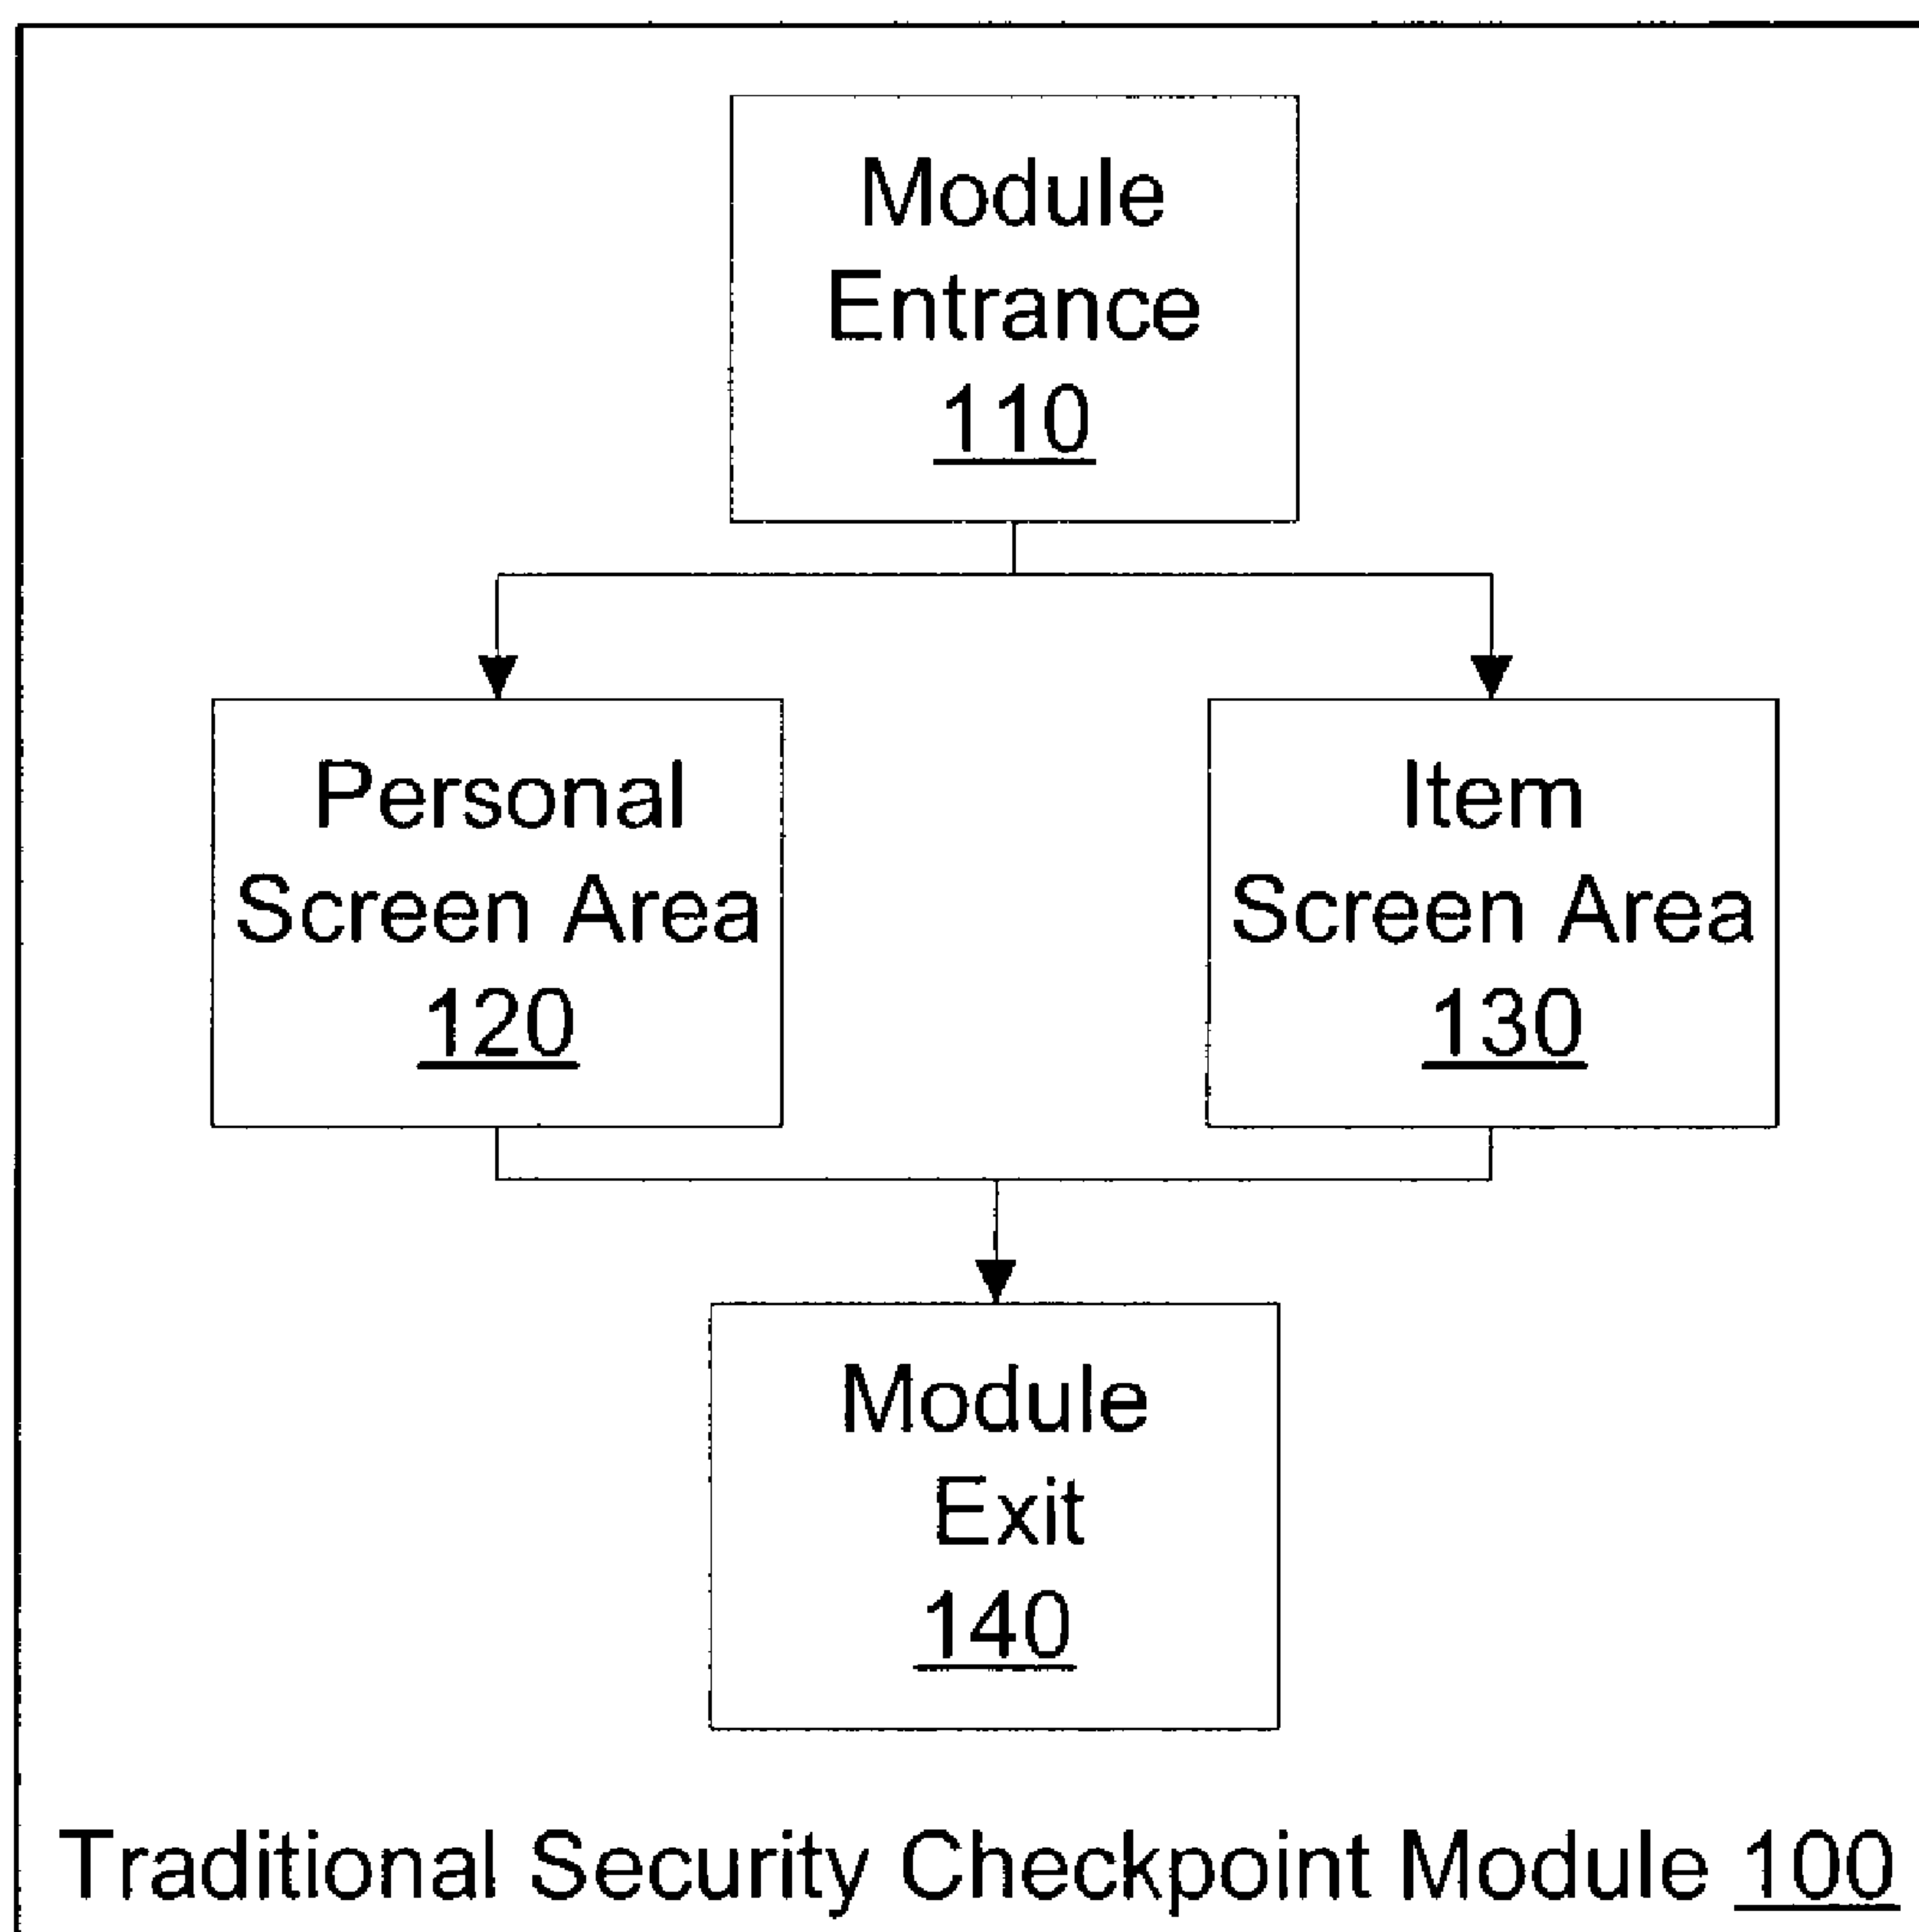 Module
Entrance
110
Personal
Screen Area
120
Item
Screen Area
130
Module
Exit
140
Traditional Security Checkpoint Module 100